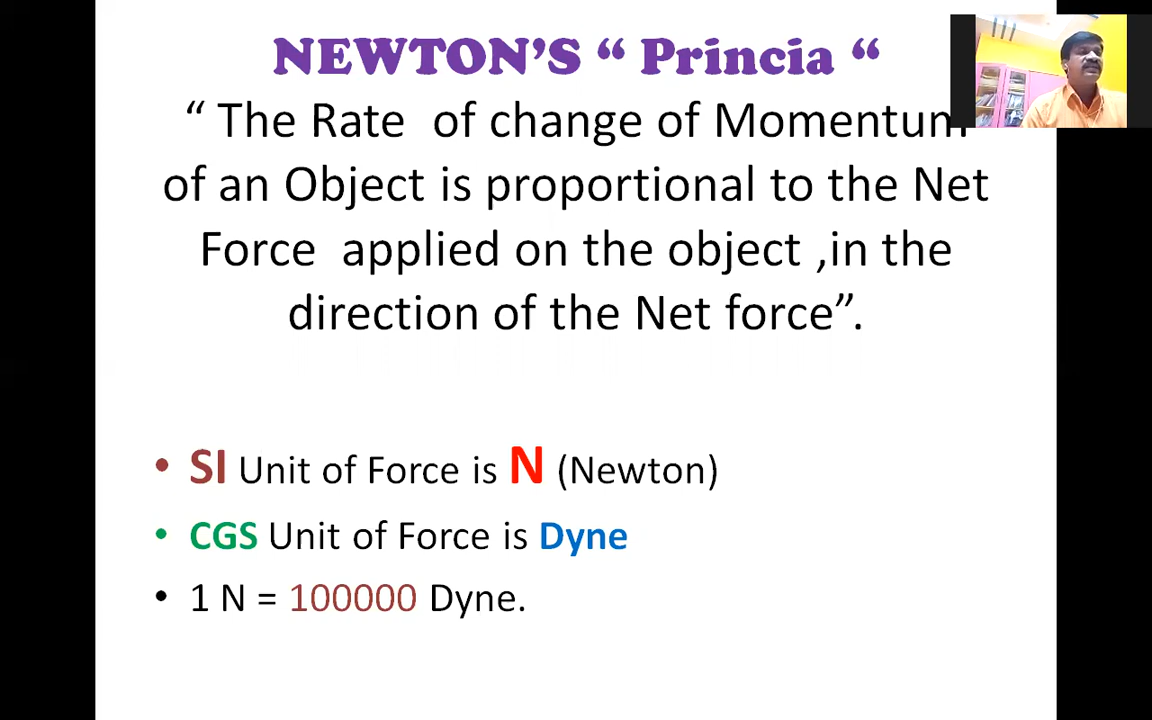 NEWTON’S “ Princia “
“ The Rate of change of Momentum
of an Object is proportional to the Net
Force applied on the object ,in the
direction of the Net force”.
• SI Unit of Force is N (Newton)
• CGS Unit of Force is Dyne
• 1 N = 100000 Dyne.